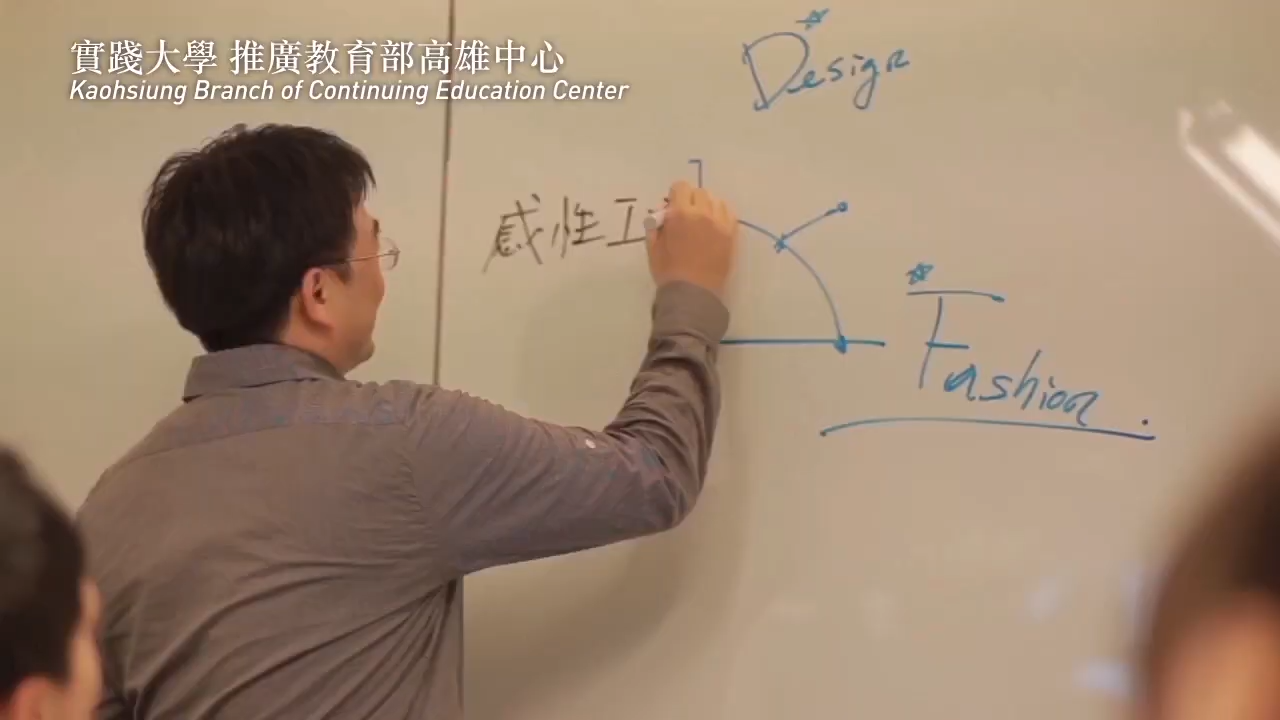 實踐大學 推廣教育部高雄中心
Kaohsiung Branch of Continuing Education Center
Design
感性工
Fashion